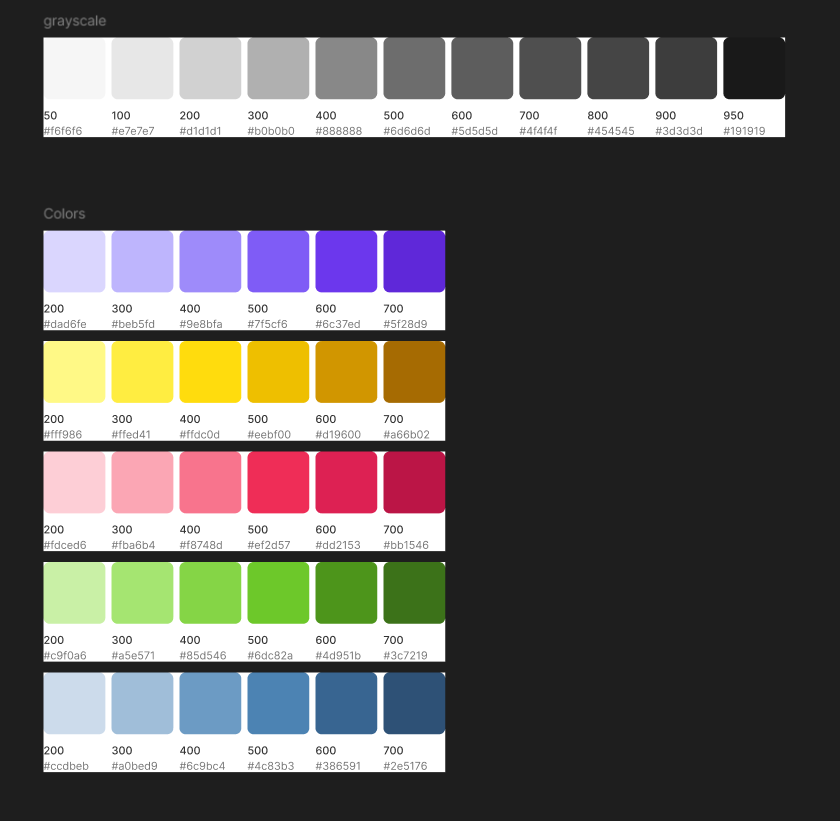 grayscale
50 100 200 300 400 500 600 700 800 900 950
#f6f6f6 #e7e7e7 #d1d1d1 #b0b0b0 #888888 #6d6d6d #5d5d5d #4f4f4f #454545 #3d3d3d #191919
Colors
200 300 400 500 600 700
#dad6fe #beb5fd #9e8bfa #7f5cf6 #6c37ed #5f28d9
200 300 400 500 600 700
#fff986 #ffed41 #ffdc0d #eebf00 #d19600 #a66b02
200 300 400 500 600 700
#fdced6 #fba6b4 #f8748d #ef2d57 #dd2153 #bb1546
200 300 400 500 600 700
#c9f0a6 #a5e571 #85d546 #6dc82a #4d951b #3c7219
200 300 400 500 600 700
#ccdbeb #a0bed9 #6c9bc4 #4c83b3 #386591 #2e5176